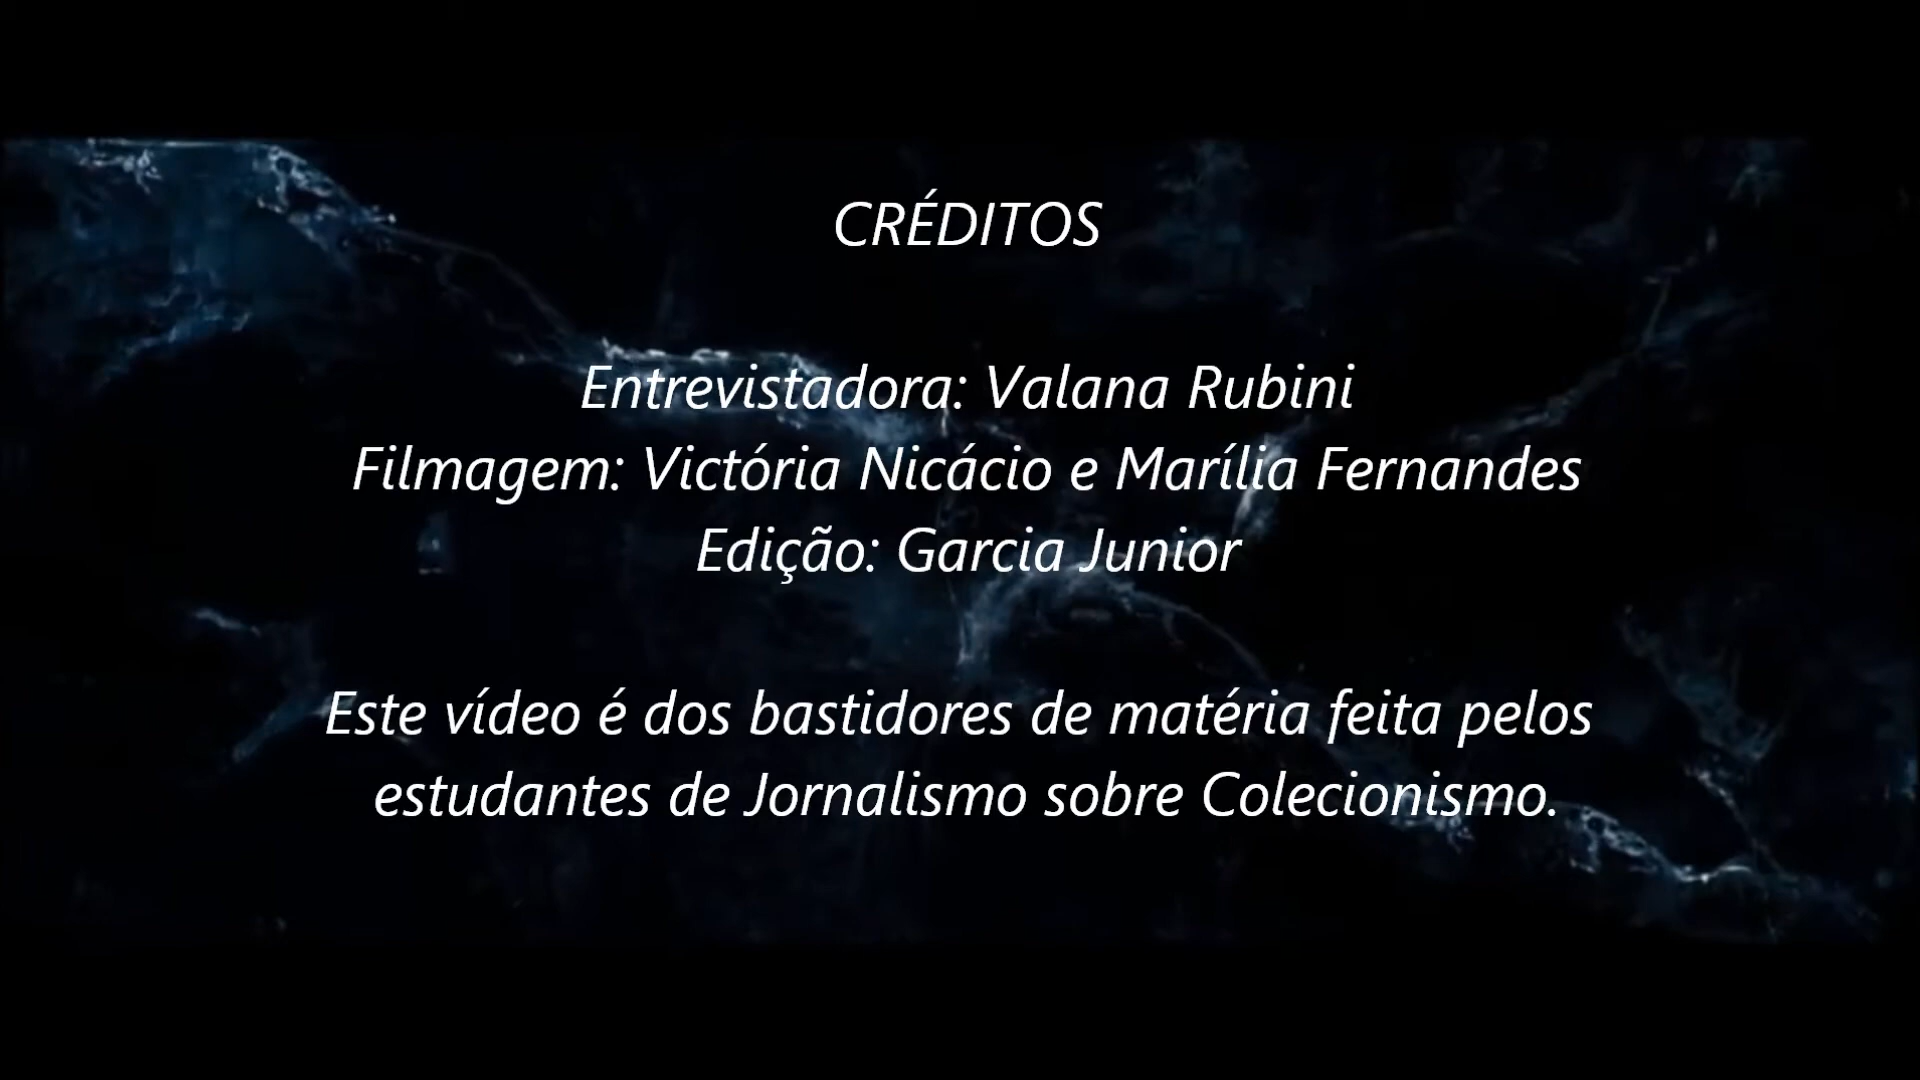 CRÉDITOS
Entrevistadora: Valana Rubini
Filmagem: Victória Nicácio e Marília Fernandes
Edição: Garcia Junior
Este vídeo é dos bastidores de matéria feita pelos
estudantes de Jornalismo sobre Colecionismo.